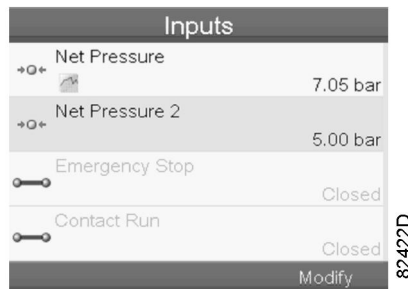 Inputs
Net Pressure
7.05 bar
Net Pressure 2
5.00 bar
Emergency Stop
Closed
Contact Run
Closed
Modify
82422D